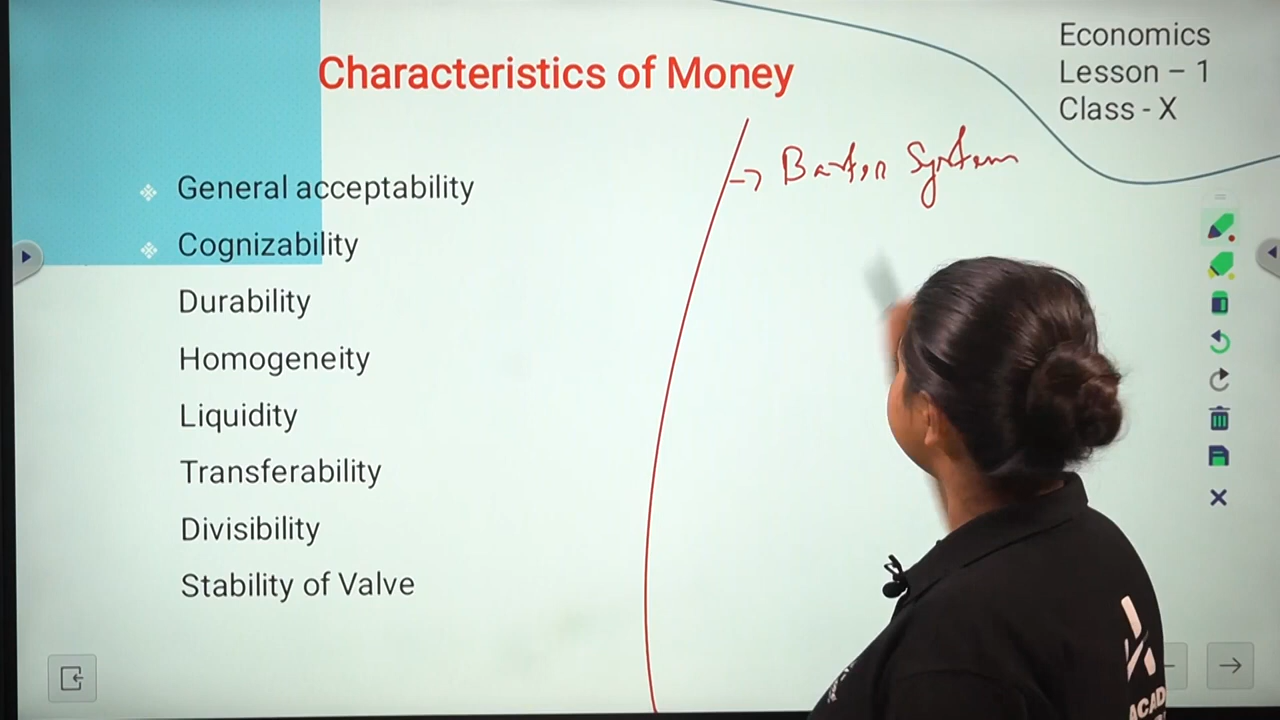 Characteristics of Money
Economics
Lesson – 1
Class - X
General acceptability
Cognizability
Durability
Homogeneity
Liquidity
Transferability
Divisibility
Stability of Valve
→ Barter System
ACAD